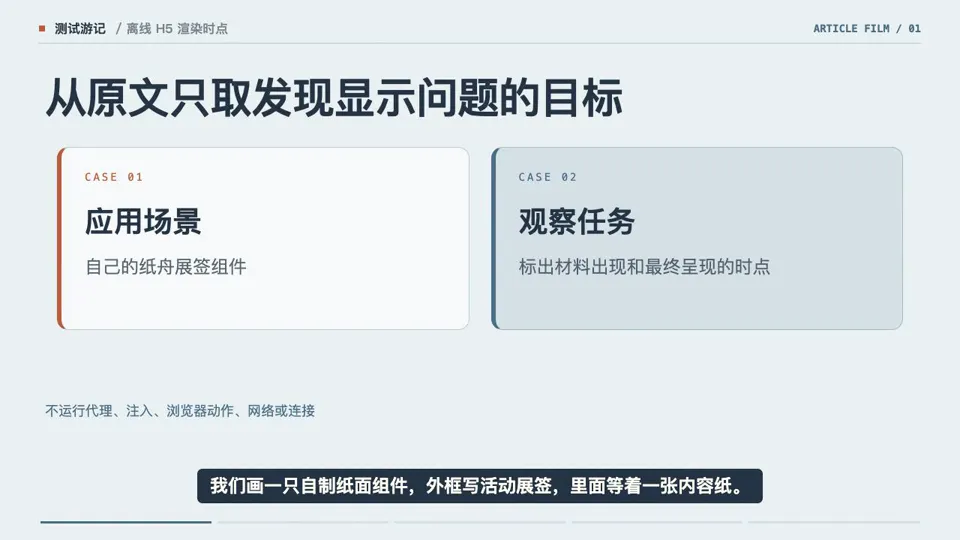 测试游记 / 离线 H5 渲染时点
ARTICLE FILM / 01
从原文只取发现显示问题的目标
CASE 01
应用场景
自己的纸舟展签组件
CASE 02
观察任务
标出材料出现和最终呈现的时点
不运行代理、注入、浏览器动作、网络或连接
我们画一只自制纸面组件，外框写活动展签，里面等着一张内容纸。